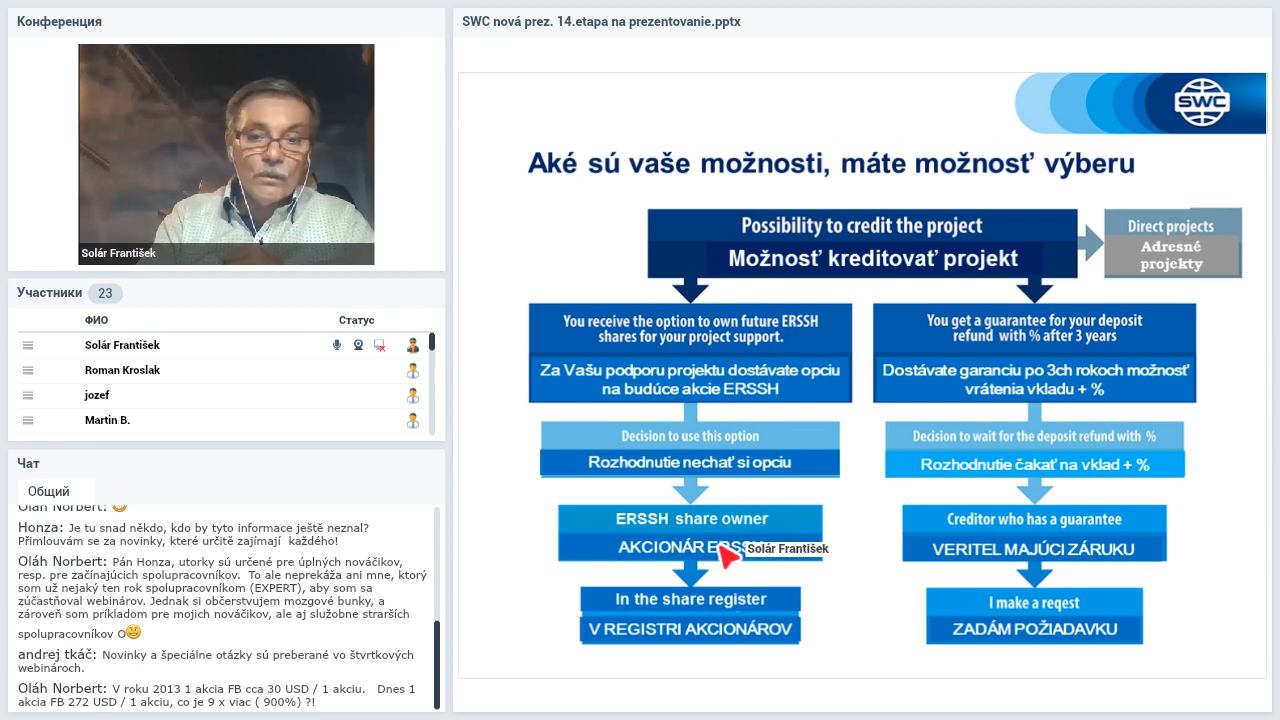 Конференция
Solár František
Участники 23
ФИО Статус
Solár František
Roman Kroslak
jozef
Martin B.
Чат
Общий
Oláh Norbert:
Honza: Je tu snad někdo, kdo by tyto informace ještě neznal?
Přimlouvám se za novinky, které určitě zajímají každého!
Oláh Norbert: Pán Honza, utorky sú určené pre úplných nováčikov,
resp. pre začínajúcich spolupracovníkov. To ale neprekáža ani mne, ktorý
som už nejaký ten rok spolupracovníkom (EXPERT), aby som sa
zúčastňoval webinárov. Jednak si občerstvujem mozgové bunky, a
zároveň som príkladom pre mojich nováčikov, ale aj služobne starších
spolupracovníkov O
andrej tkáč: Novinky a špeciálne otázky sú preberané vo štvrtkových
webinároch.
Oláh Norbert: V roku 2013 1 akcia FB cca 30 USD / 1 akciu. Dnes 1
akcia FB 272 USD / 1 akciu, co je 9 x viac ( 900%) ?!
SWC nová prez. 14.etapa na prezentovanie.pptx
SWC
Aké sú vaše možnosti, máte možnosť výberu
Possibility to credit the project
Možnosť kreditovať projekt
Direct projects
Adresné
projekty
You receive the option to own future ERSSH
shares for your project support.
Za Vašu podporu projektu dostávate opciu
na budúce akcie ERSSH
You get a guarantee for your deposit
refund with % after 3 years
Dostávate garanciu po 3ch rokoch možnosť
vrátenia vkladu + %
Decision to use this option
Rozhodnutie nechať si opciu
Decision to wait for the deposit refund with %
Rozhodnutie čakať na vklad + %
ERSSH share owner
AKCIONÁR ERSSH
Solár František
Creditor who has a guarantee
VERITEL MAJÚCI ZÁRUKU
In the share register
V REGISTRI AKCIONÁROV
I make a reqest
ZADÁM POŽIADAVKU